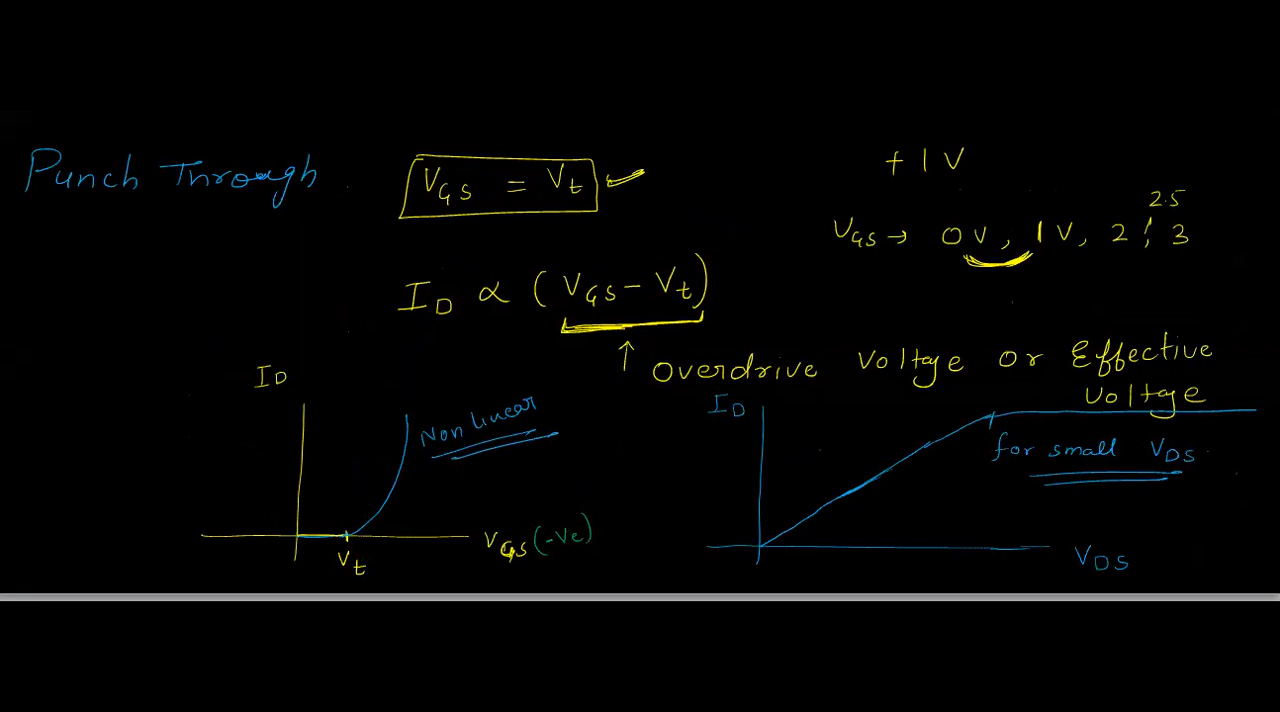 Punch Through
V_GS = V_t
+1V
2.5
V_GS → 0V, 1V, 2, 3
I_D ∝ (V_GS - V_t)
↑ Overdrive Voltage or Effective Voltage
I_D
Non linear
V_t
V_GS (-Ve)
I_D
for small V_DS
V_DS